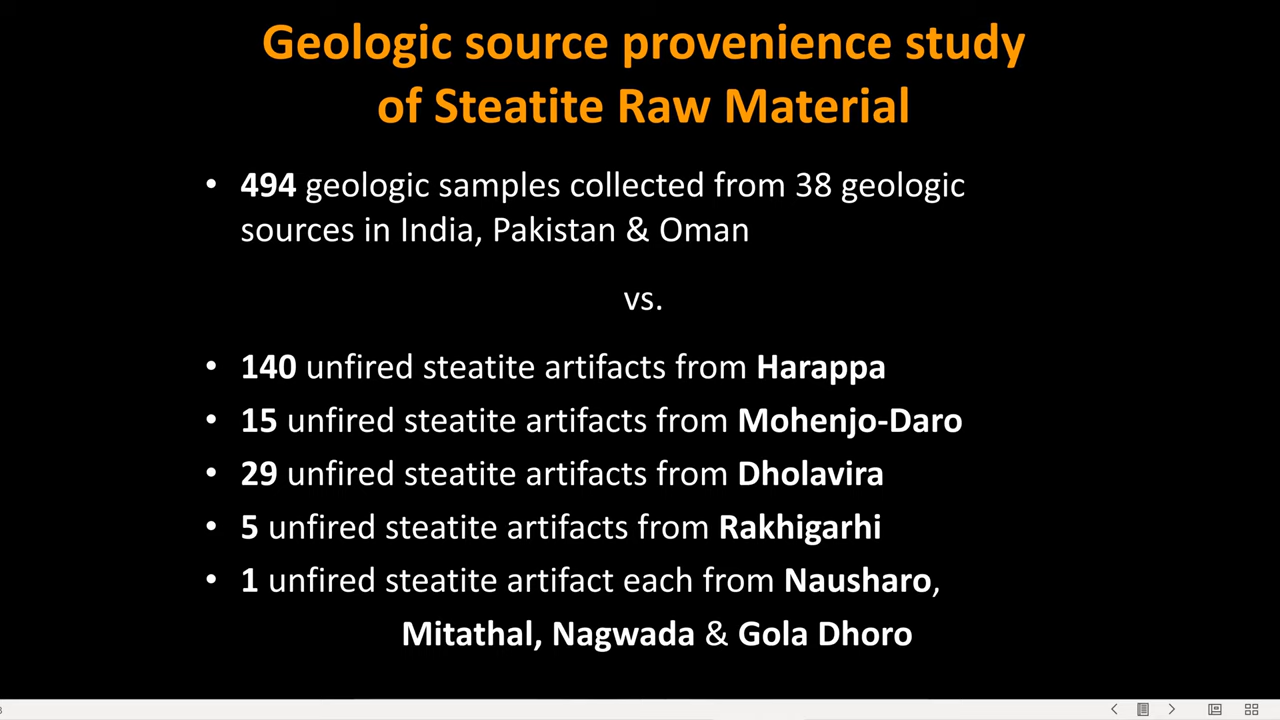 Geologic source provenience study
of Steatite Raw Material
• 494 geologic samples collected from 38 geologic
sources in India, Pakistan & Oman
vs.
• 140 unfired steatite artifacts from Harappa
• 15 unfired steatite artifacts from Mohenjo-Daro
• 29 unfired steatite artifacts from Dholavira
• 5 unfired steatite artifacts from Rakhigarhi
• 1 unfired steatite artifact each from Nausharo,
Mitathal, Nagwada & Gola Dhoro